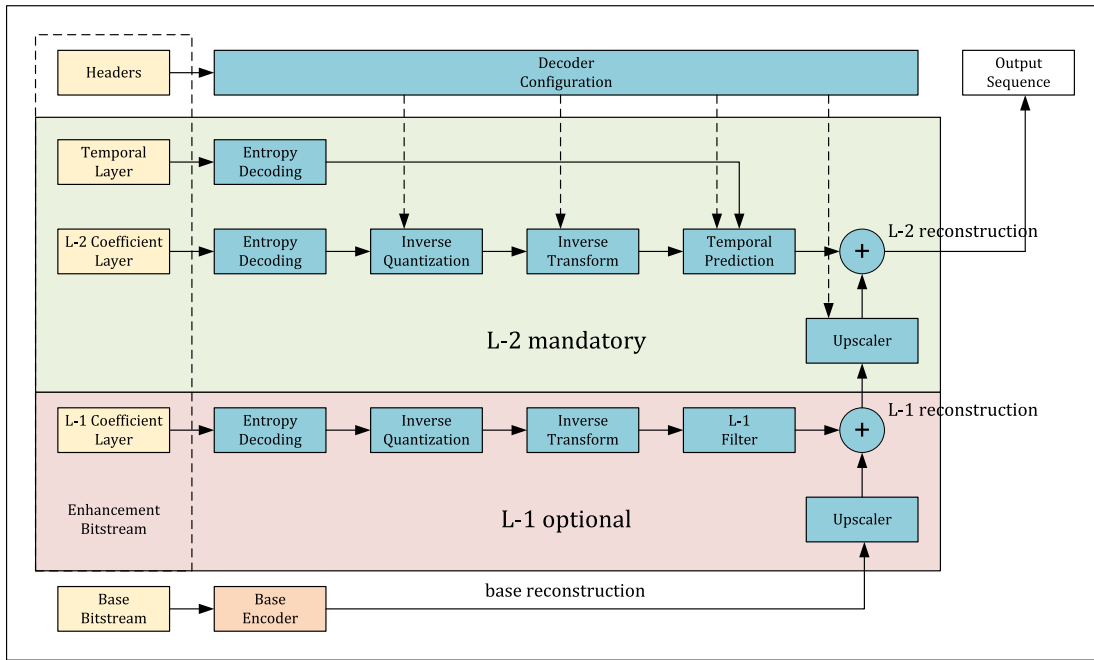 Headers
Decoder
Configuration
Output
Sequence
Temporal
Layer
Entropy
Decoding
L-2 Coefficient
Layer
Entropy
Decoding
Inverse
Quantization
Inverse
Transform
Temporal
Prediction
+
L-2 reconstruction
L-2 mandatory
Upscaler
L-1 Coefficient
Layer
Entropy
Decoding
Inverse
Quantization
Inverse
Transform
L-1
Filter
+
L-1 reconstruction
Enhancement
Bitstream
L-1 optional
Upscaler
Base
Bitstream
Base
Encoder
base reconstruction